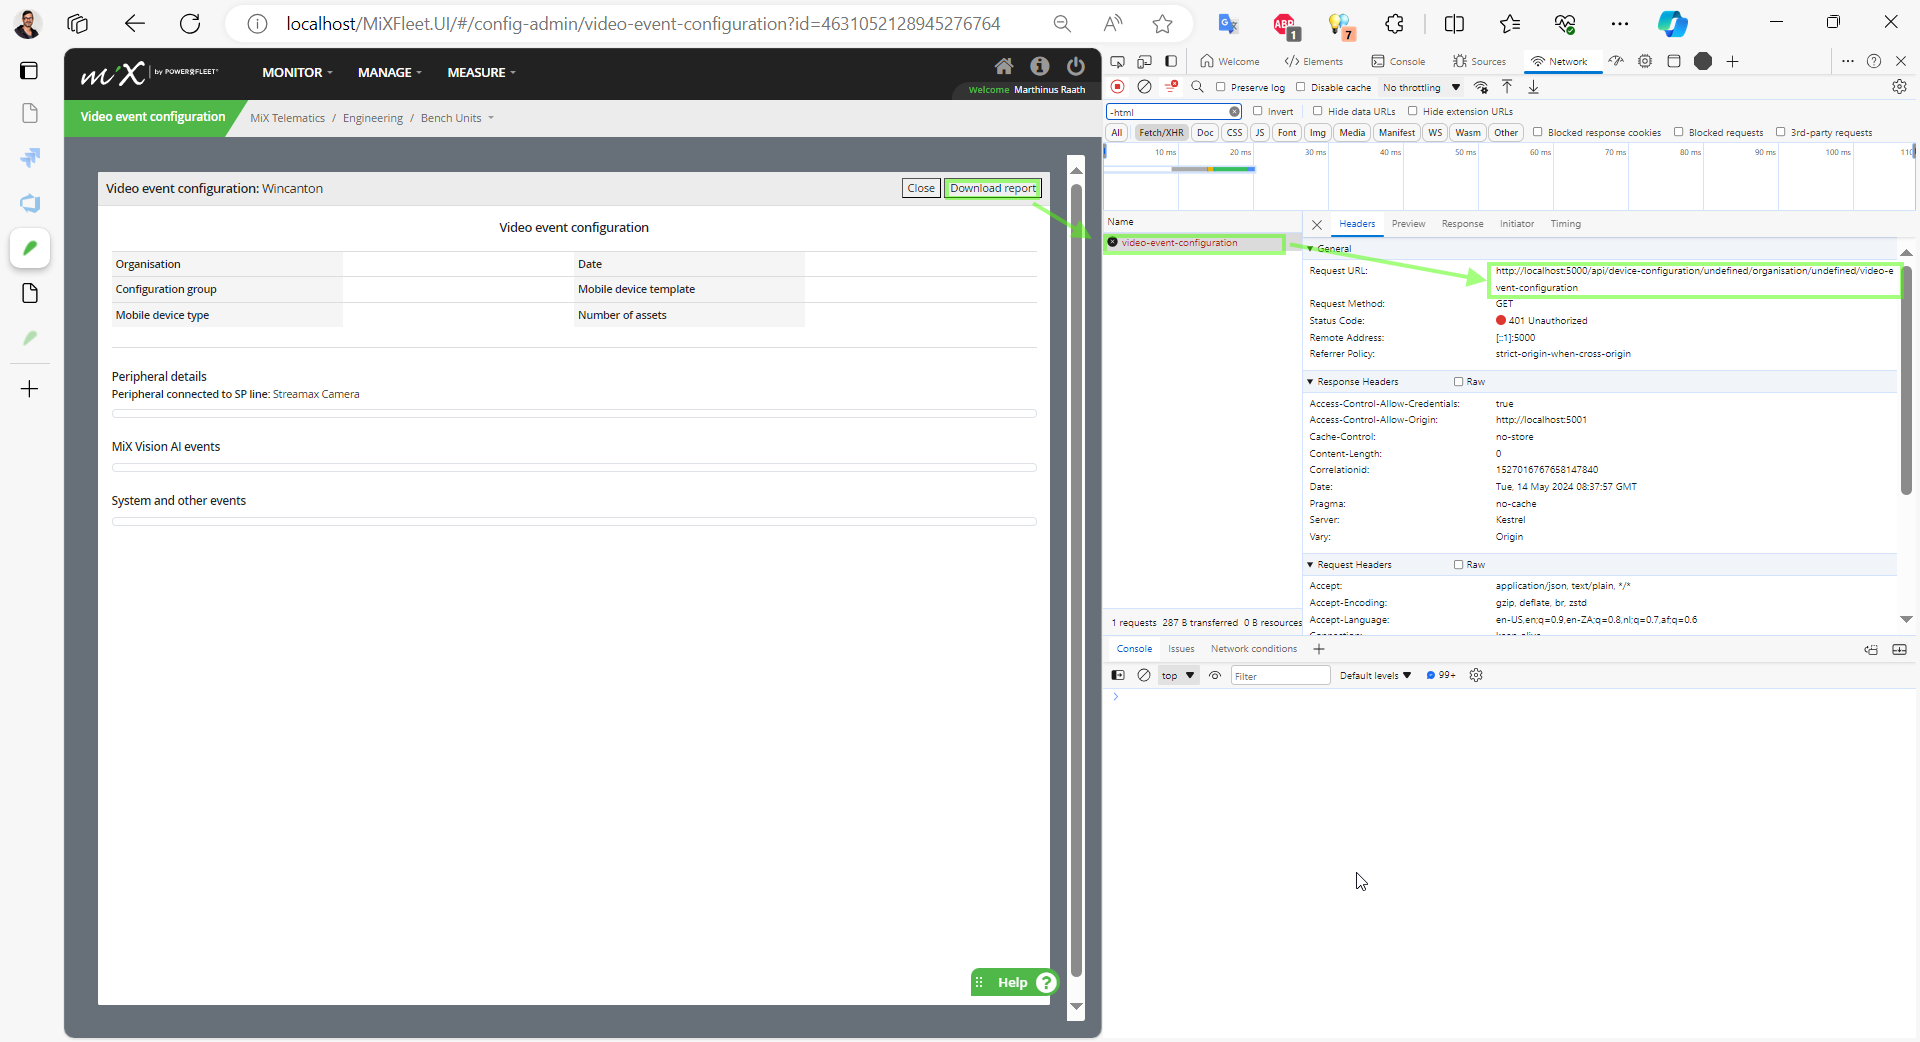 localhost/MiXFleet.UI/#/config-admin/video-event-configuration?id=4631052128945276764
ABP 1
7
miX by POWERFLEET
MONITOR MANAGE MEASURE
Welcome Marthinus Raath
Video event configuration
MiX Telematics / Engineering / Bench Units
Video event configuration: Wincanton
Close
Download report
Video event configuration
Organisation
Date
Configuration group
Mobile device template
Mobile device type
Number of assets
Peripheral details
Peripheral connected to SP line: Streamax Camera
MiX Vision AI events
System and other events
Help ?
Welcome Elements Console Sources Network
Preserve log Disable cache No throttling
-html Invert Hide data URLs Hide extension URLs
All Fetch/XHR Doc CSS JS Font Img Media Manifest WS Wasm Other Blocked response cookies Blocked requests 3rd-party requests
10 ms 20 ms 30 ms 40 ms 50 ms 60 ms 70 ms 80 ms 90 ms 100 ms 110
Name
video-event-configuration
Headers Preview Response Initiator Timing
General
Request URL: http://localhost:5000/api/device-configuration/undefined/organisation/undefined/video-e
vent-configuration
Request Method: GET
Status Code: 401 Unauthorized
Remote Address: [::1]:5000
Referrer Policy: strict-origin-when-cross-origin
Response Headers Raw
Access-Control-Allow-Credentials: true
Access-Control-Allow-Origin: http://localhost:5001
Cache-Control: no-store
Content-Length: 0
Correlationid: 1527016767658147840
Date: Tue, 14 May 2024 08:37:57 GMT
Pragma: no-cache
Server: Kestrel
Vary: Origin
Request Headers Raw
Accept: application/json, text/plain, */*
Accept-Encoding: gzip, deflate, br, zstd
Accept-Language: en-US,en;q=0.9,en-ZA;q=0.8,nl;q=0.7,af;q=0.6
Connection: keep-alive
1 requests 287 B transferred 0 B resources
Console Issues Network conditions
top Filter Default levels 99+